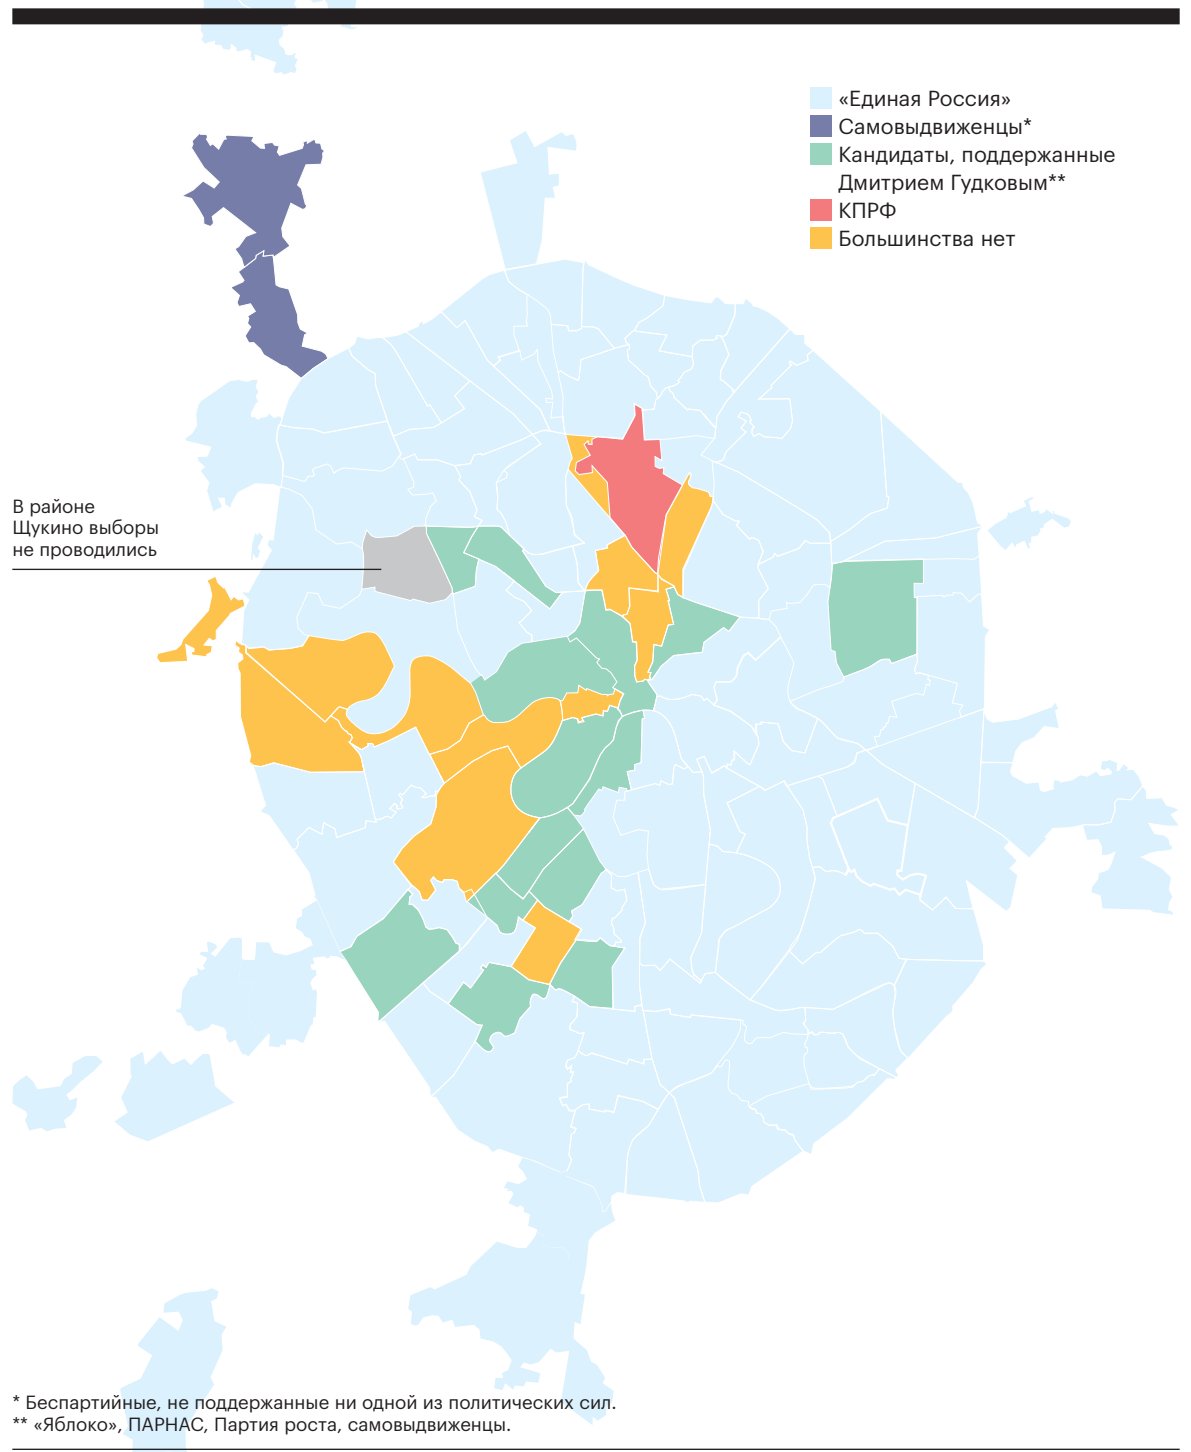 «Единая Россия»
Самовыдвиженцы*
Кандидаты, поддержанные
Дмитрием Гудковым**
КПРФ
Большинства нет
В районе
Щукино выборы
не проводились
* Беспартийные, не поддержанные ни одной из политических сил.
** «Яблоко», ПАРНАС, Партия роста, самовыдвиженцы.